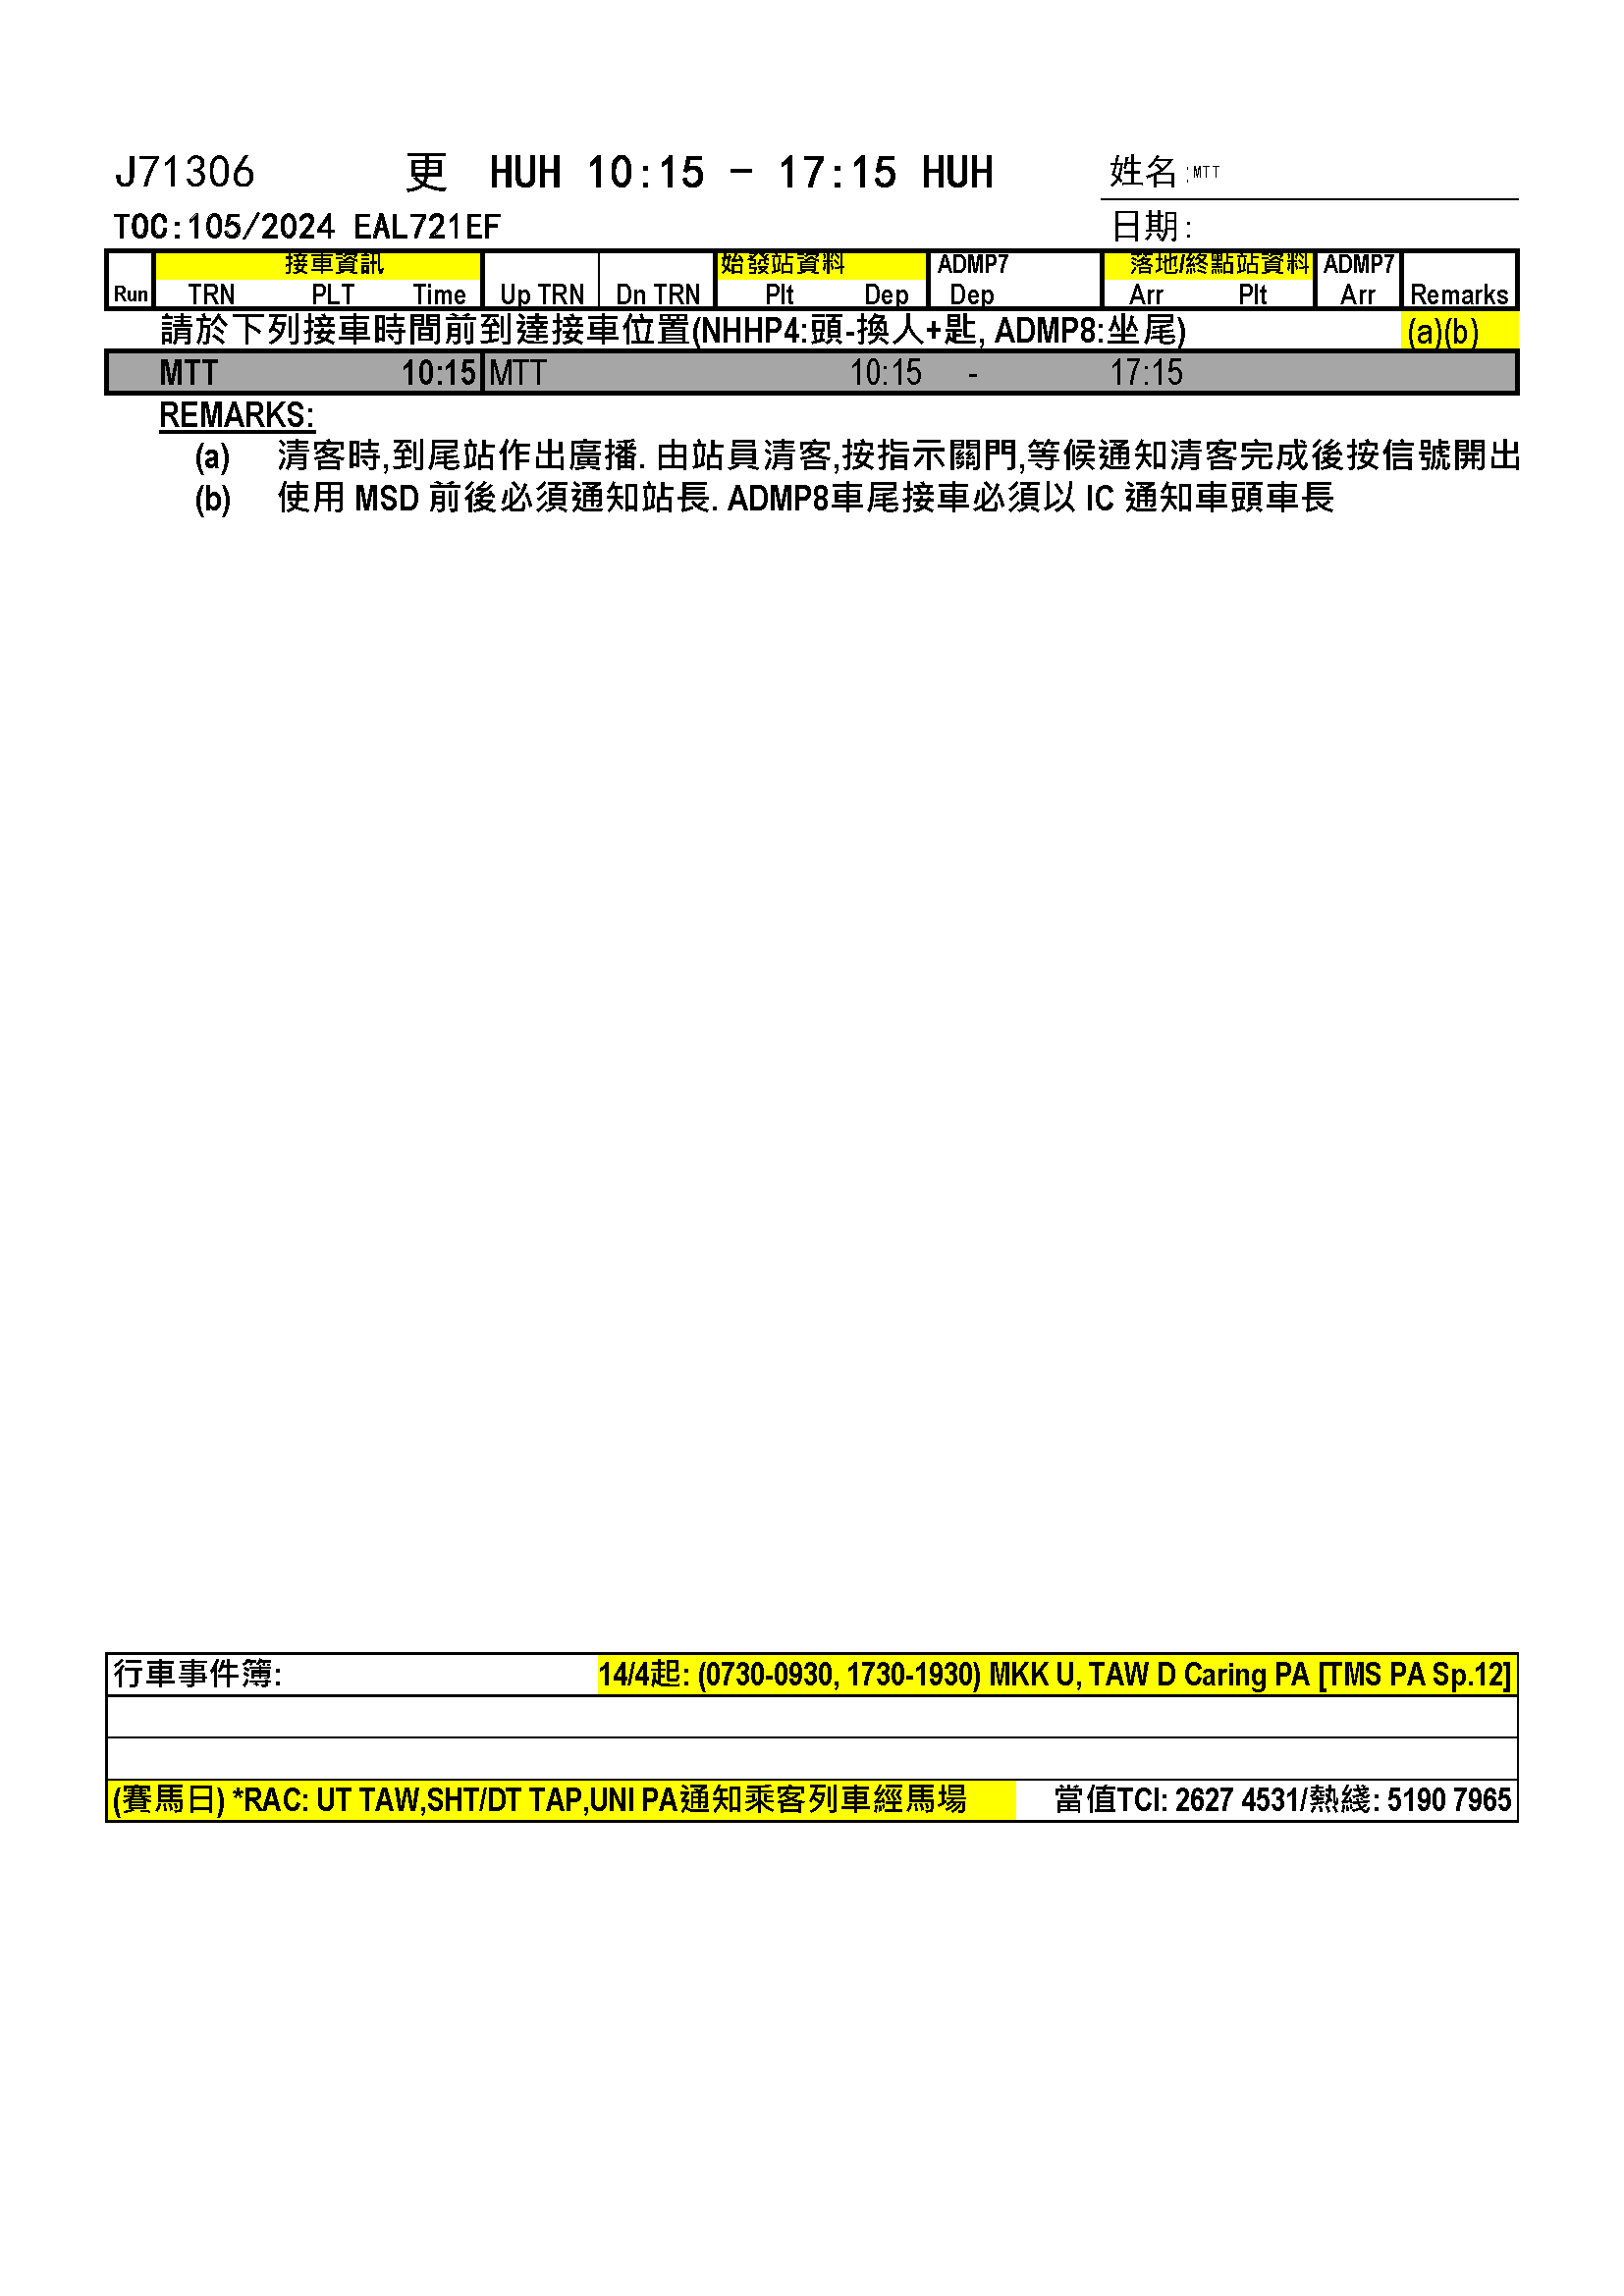 J71306 更 HUH 10:15 - 17:15 HUH 姓名:MTT
TOC:105/2024 EAL721EF 日期:
接車資訊 始發站資料 ADMP7 落地/終點站資料 ADMP7
Run TRN PLT Time Up TRN Dn TRN Plt Dep Dep Arr Plt Arr Remarks
請於下列接車時間前到達接車位置(NHHP4:頭-換人+匙, ADMP8:坐尾) (a)(b)
MTT 10:15 MTT 10:15 - 17:15
REMARKS:
(a) 清客時,到尾站作出廣播. 由站員清客,按指示關門,等候通知清客完成後按信號開出
(b) 使用 MSD 前後必須通知站長. ADMP8車尾接車必須以 IC 通知車頭車長
行車事件簿: 14/4起: (0730-0930, 1730-1930) MKK U, TAW D Caring PA [TMS PA Sp.12]
(賽馬日) *RAC: UT TAW,SHT/DT TAP,UNI PA通知乘客列車經馬場 當值TCI: 2627 4531/熱綫: 5190 7965